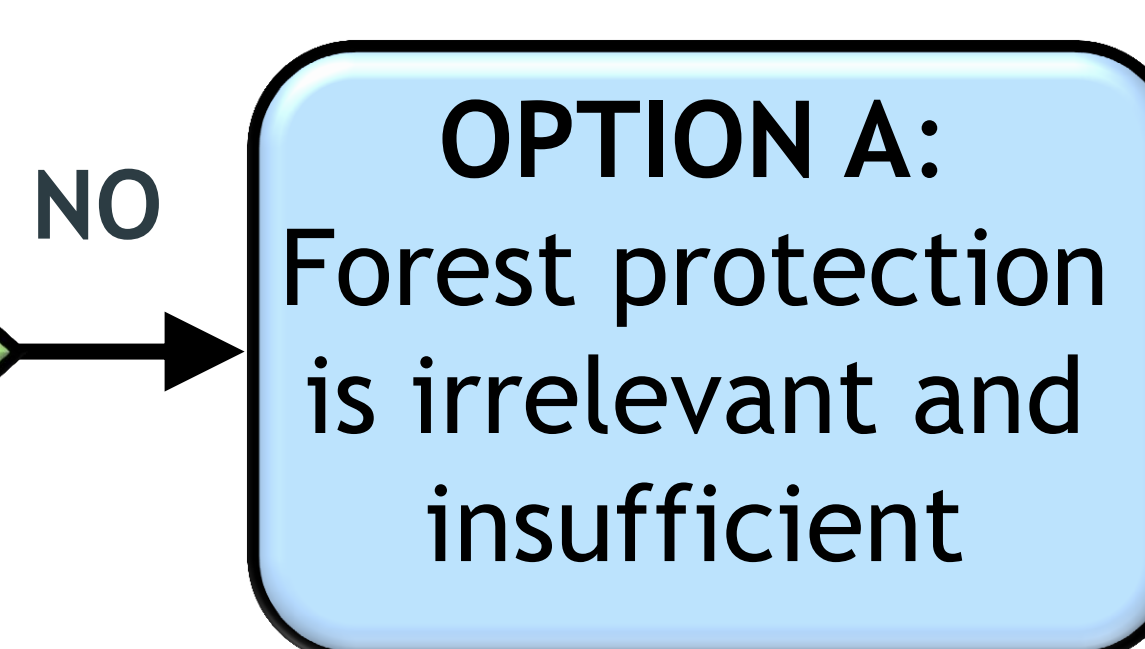 NO
OPTION A:
Forest protection
is irrelevant and
insufficient